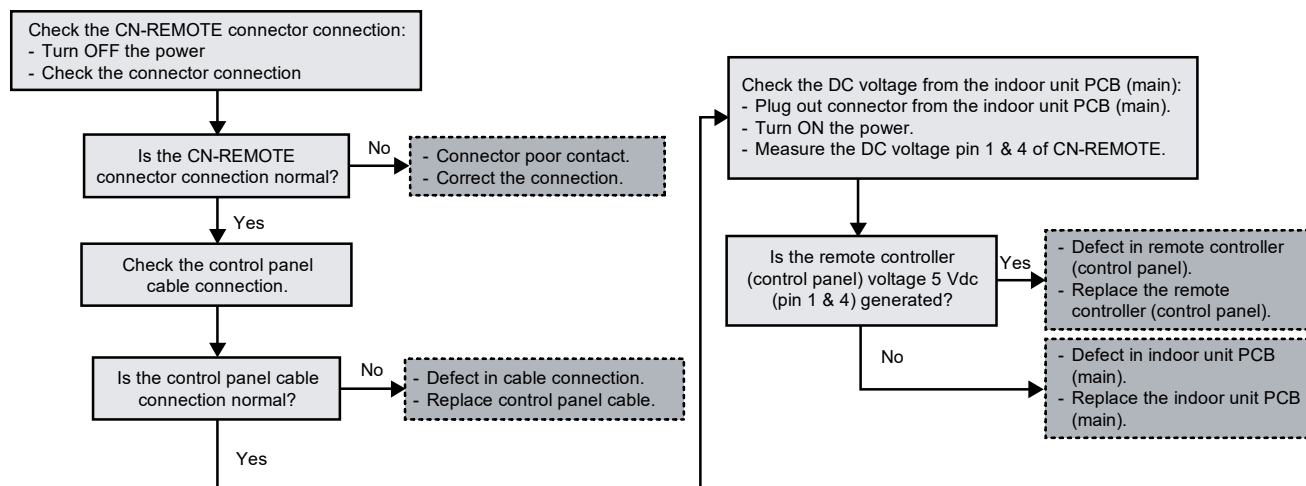 Check the CN-REMOTE connector connection:
- Turn OFF the power
- Check the connector connection
Is the CN-REMOTE
connector connection normal?
No
- Connector poor contact.
- Correct the connection.
Yes
Check the control panel
cable connection.
Is the control panel cable
connection normal?
No
- Defect in cable connection.
- Replace control panel cable.
Yes
Check the DC voltage from the indoor unit PCB (main):
- Plug out connector from the indoor unit PCB (main).
- Turn ON the power.
- Measure the DC voltage pin 1 & 4 of CN-REMOTE.
Is the remote controller
(control panel) voltage 5 Vdc
(pin 1 & 4) generated?
Yes
- Defect in remote controller
(control panel).
- Replace the remote
controller (control panel).
No
- Defect in indoor unit PCB
(main).
- Replace the indoor unit PCB
(main).